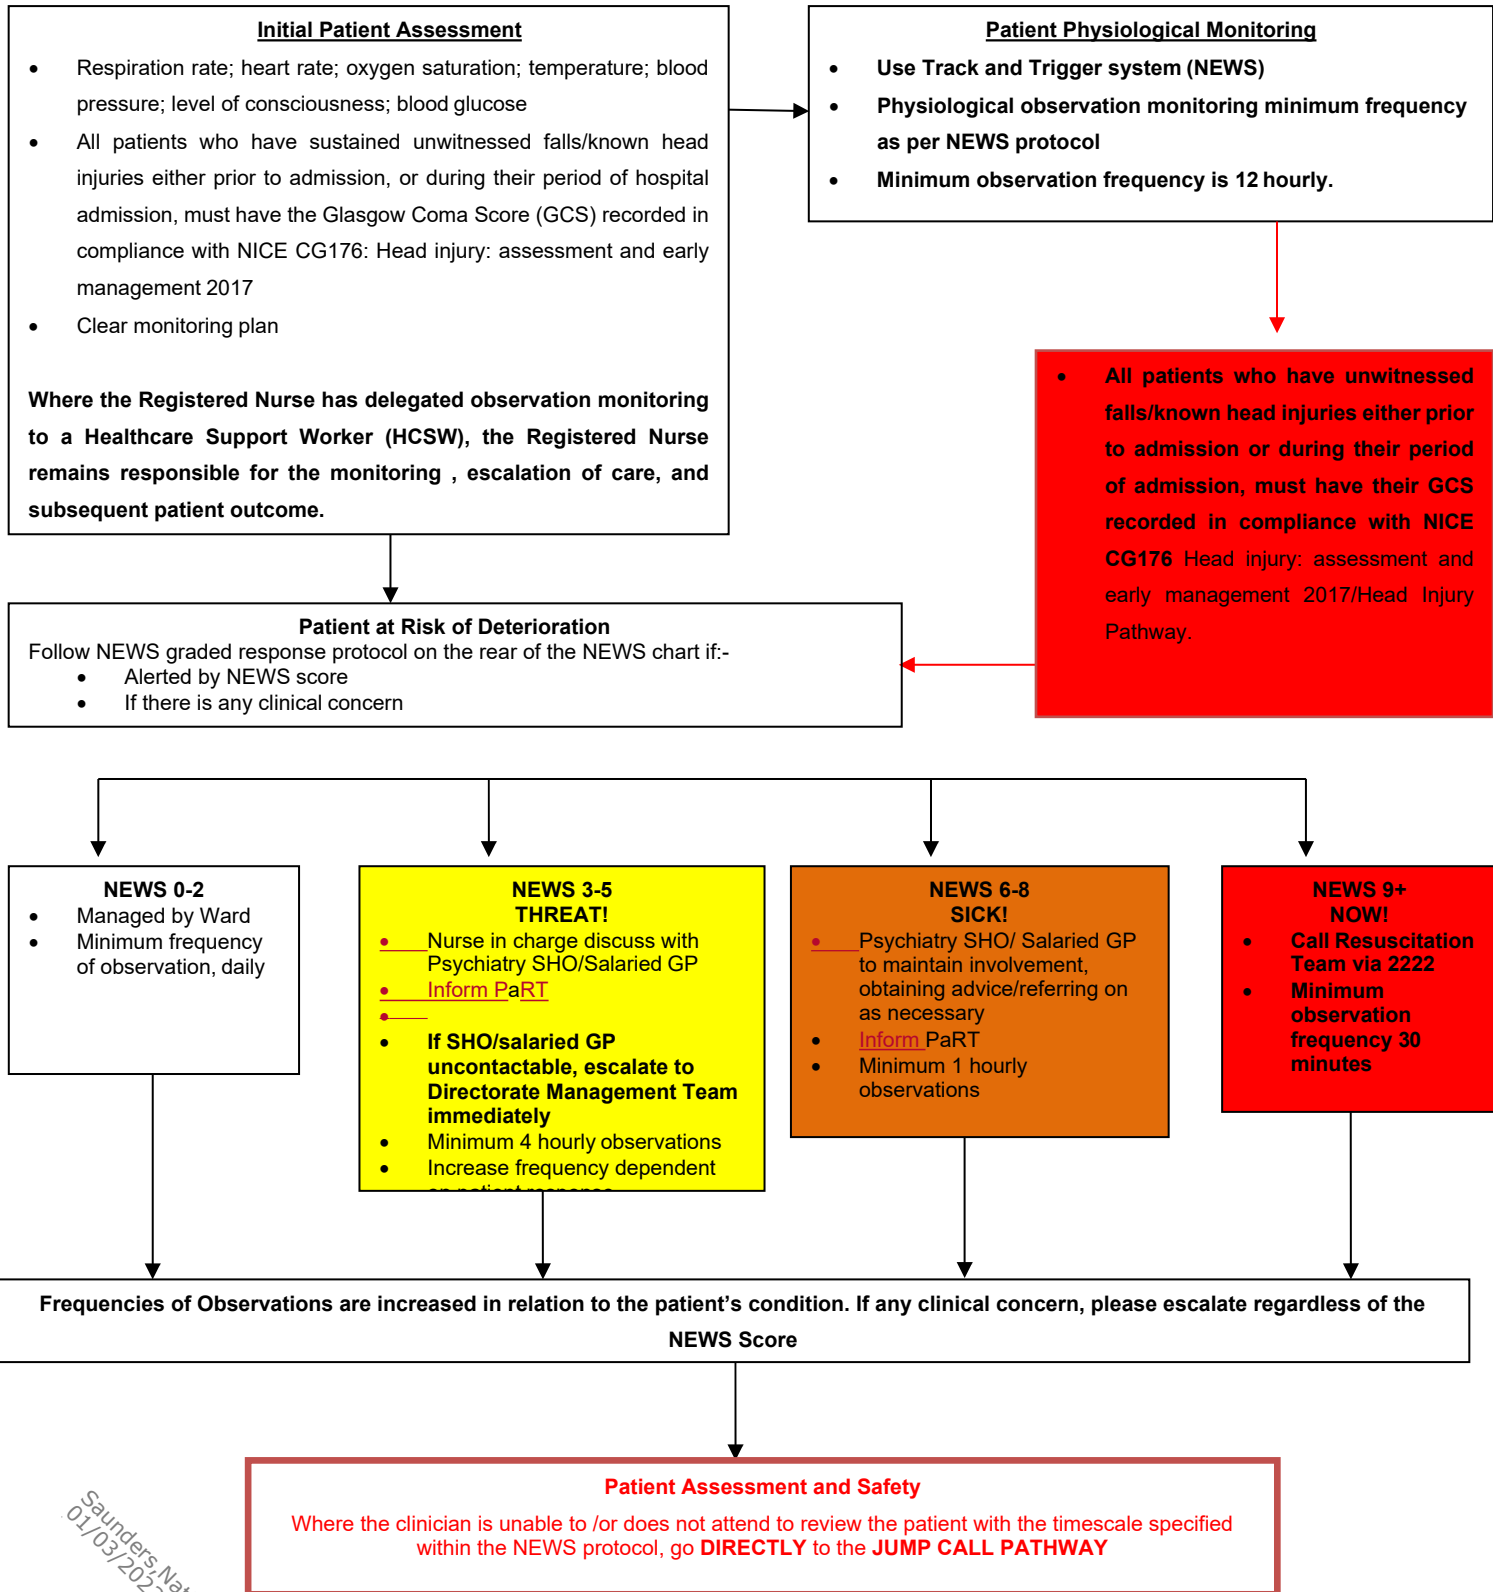 Initial Patient Assessment
• Respiration rate; heart rate; oxygen saturation; temperature; blood
pressure; level of consciousness; blood glucose
• All patients who have sustained unwitnessed falls/known head
injuries either prior to admission, or during their period of hospital
admission, must have the Glasgow Coma Score (GCS) recorded in
compliance with NICE CG176: Head injury: assessment and early
management 2017
• Clear monitoring plan
Where the Registered Nurse has delegated observation monitoring
to a Healthcare Support Worker (HCSW), the Registered Nurse
remains responsible for the monitoring , escalation of care, and
subsequent patient outcome.
Patient Physiological Monitoring
• Use Track and Trigger system (NEWS)
• Physiological observation monitoring minimum frequency
as per NEWS protocol
• Minimum observation frequency is 12 hourly.
• All patients who have unwitnessed
falls/known head injuries either prior
to admission or during their period
of admission, must have their GCS
recorded in compliance with NICE
CG176 Head injury: assessment and
early management 2017/Head Injury
Pathway.
Patient at Risk of Deterioration
Follow NEWS graded response protocol on the rear of the NEWS chart if:-
• Alerted by NEWS score
• If there is any clinical concern
NEWS 0-2
• Managed by Ward
• Minimum frequency
of observation, daily
NEWS 3-5
THREAT!
• Nurse in charge discuss with
Psychiatry SHO/Salaried GP
• Inform PaRT
•
• If SHO/salaried GP
uncontactable, escalate to
Directorate Management Team
immediately
• Minimum 4 hourly observations
• Increase frequency dependent
on patient response
NEWS 6-8
SICK!
• Psychiatry SHO/ Salaried GP
to maintain involvement,
obtaining advice/referring on
as necessary
• Inform PaRT
• Minimum 1 hourly
observations
NEWS 9+
NOW!
• Call Resuscitation
Team via 2222
• Minimum
observation
frequency 30
minutes
Frequencies of Observations are increased in relation to the patient's condition. If any clinical concern, please escalate regardless of the
NEWS Score
Patient Assessment and Safety
Where the clinician is unable to /or does not attend to review the patient with the timescale specified
within the NEWS protocol, go DIRECTLY to the JUMP CALL PATHWAY
Saunders,
01/03/202